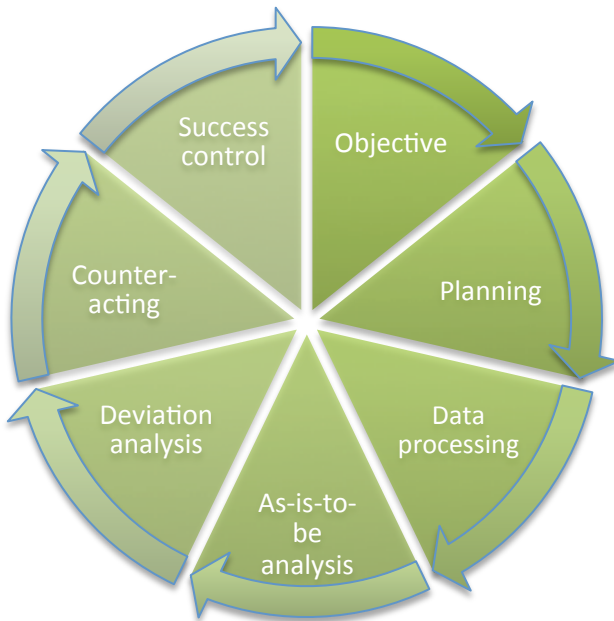 Objective
Planning
Data
processing
As-is-to-
be
analysis
Deviation
analysis
Counter-
acting
Success
control